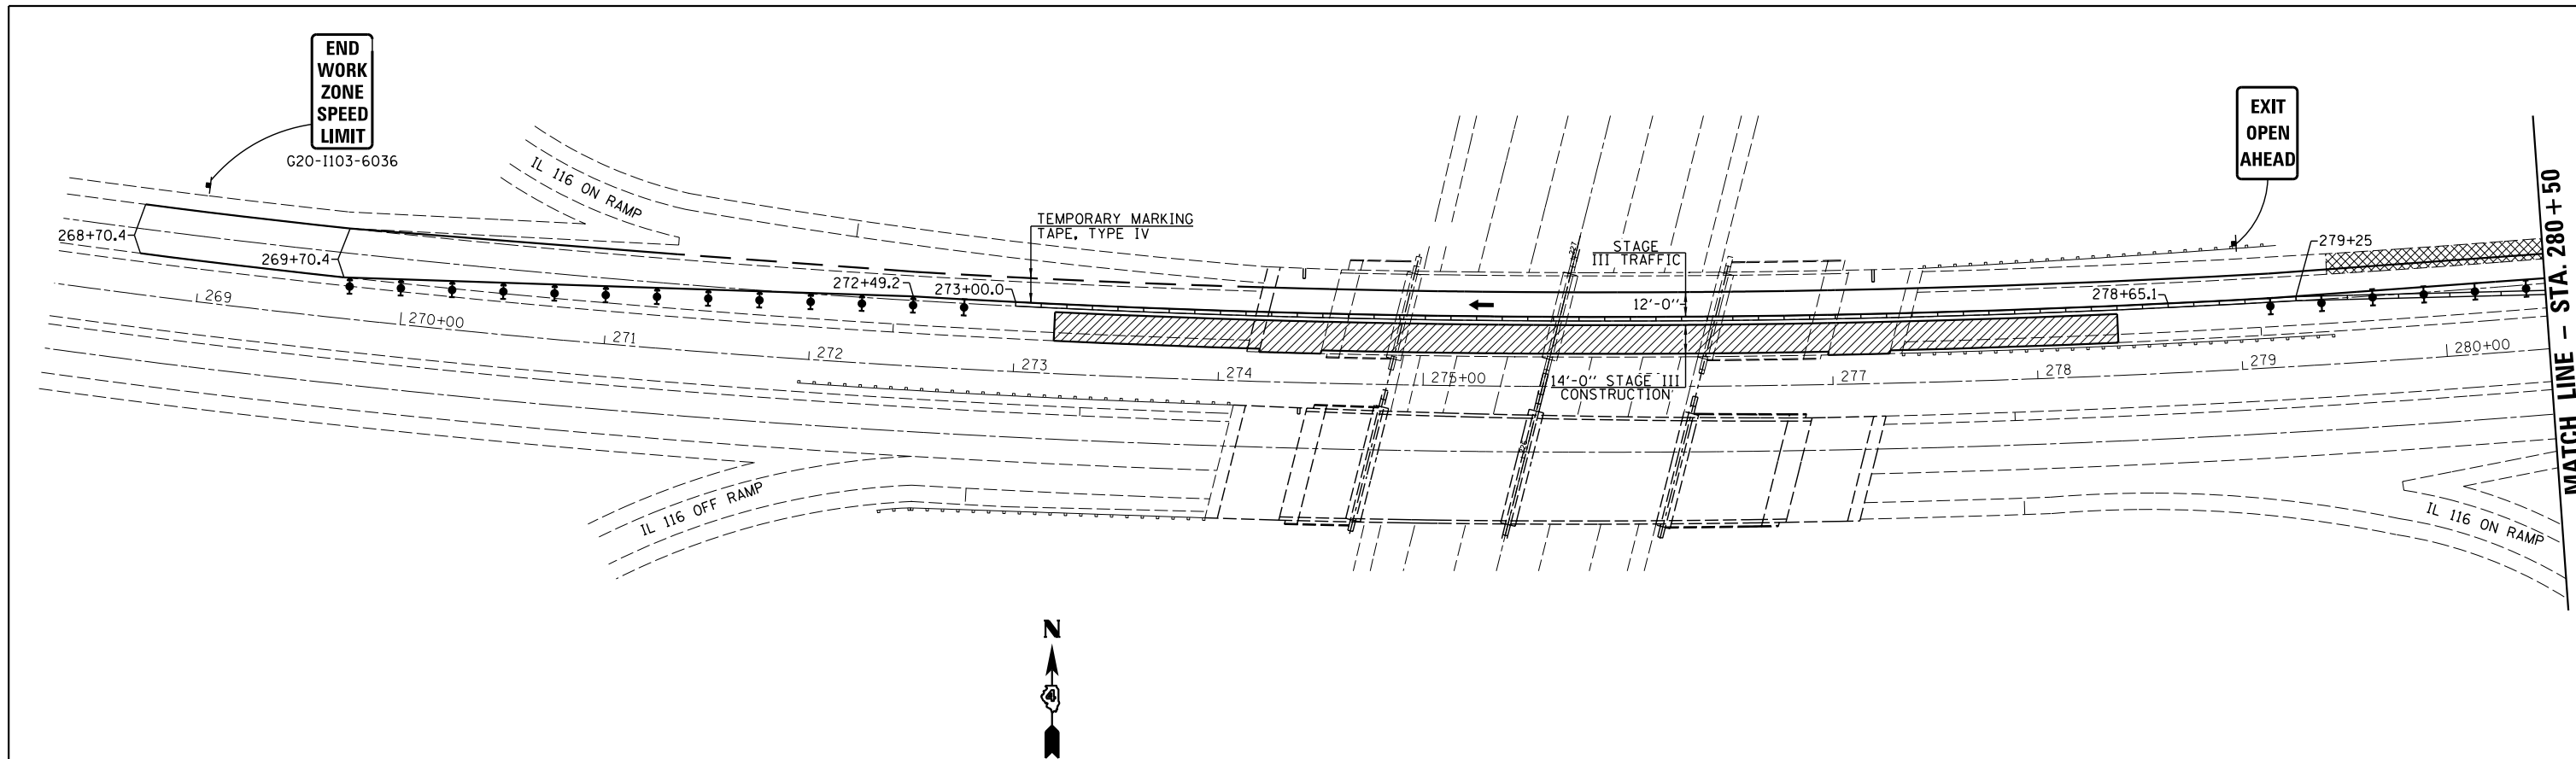 END
WORK
ZONE
SPEED
LIMIT
G20-I103-6036
EXIT
OPEN
AHEAD
IL 116 ON RAMP
MATCH LINE - STA. 280+50
TEMPORARY MARKING
TAPE, TYPE IV
268+70.4
269+70.4
STAGE
III TRAFFIC
279+25
272+49.2
273+00.0
12'-0"
278+65.1
269
270+00
271
272
273
274
275+00
14'-0" STAGE III
CONSTRUCTION
277
278
279
280+00
IL 116 OFF RAMP
IL 116 ON RAMP
N
4